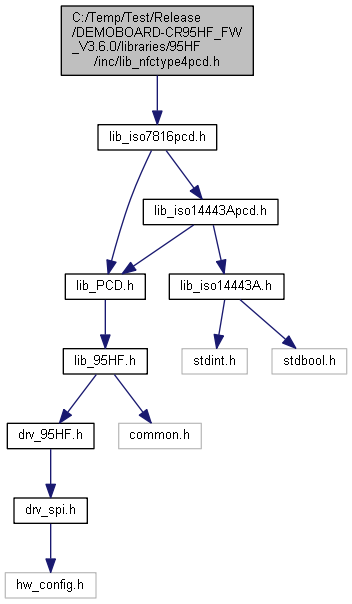 C:/Temp/Test/Release
/DEMOBOARD-CR95HF_FW
_V3.6.0/libraries/95HF
/inc/lib_nfctype4pcd.h
lib_iso7816pcd.h
lib_iso14443Apcd.h
lib_PCD.h
lib_iso14443A.h
lib_95HF.h
stdint.h
stdbool.h
drv_95HF.h
common.h
drv_spi.h
hw_config.h